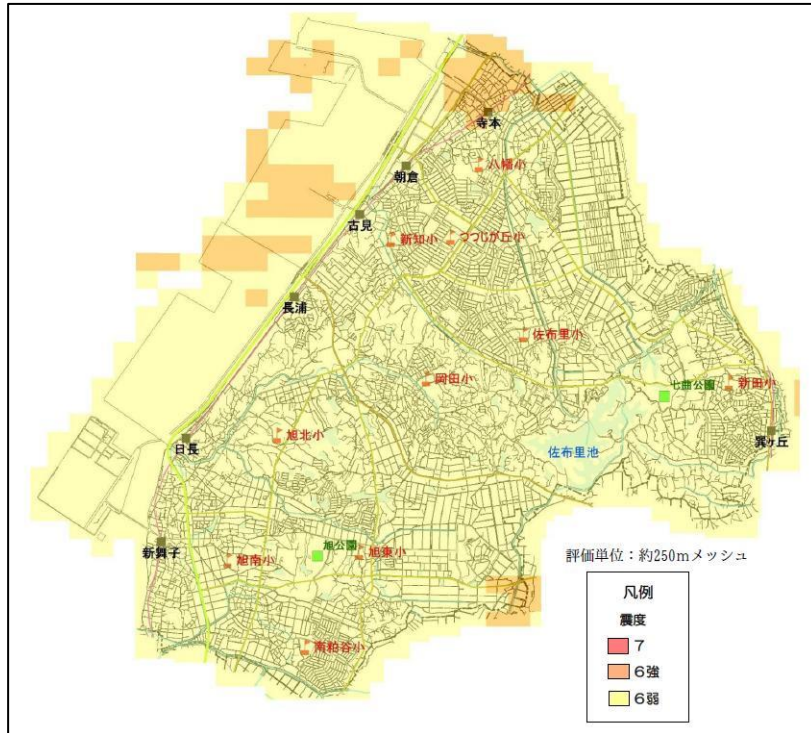 寺本
八幡小
朝倉
古見
新知小
つつじが丘小
長浦
佐布里小
岡田小
七曲公園
新田小
旭北小
巽ヶ丘
日長
佐布里池
新舞子
旭公園
旭東小
旭南小
南粕谷小
評価単位：約250mメッシュ
凡例
震度
7
6強
6弱